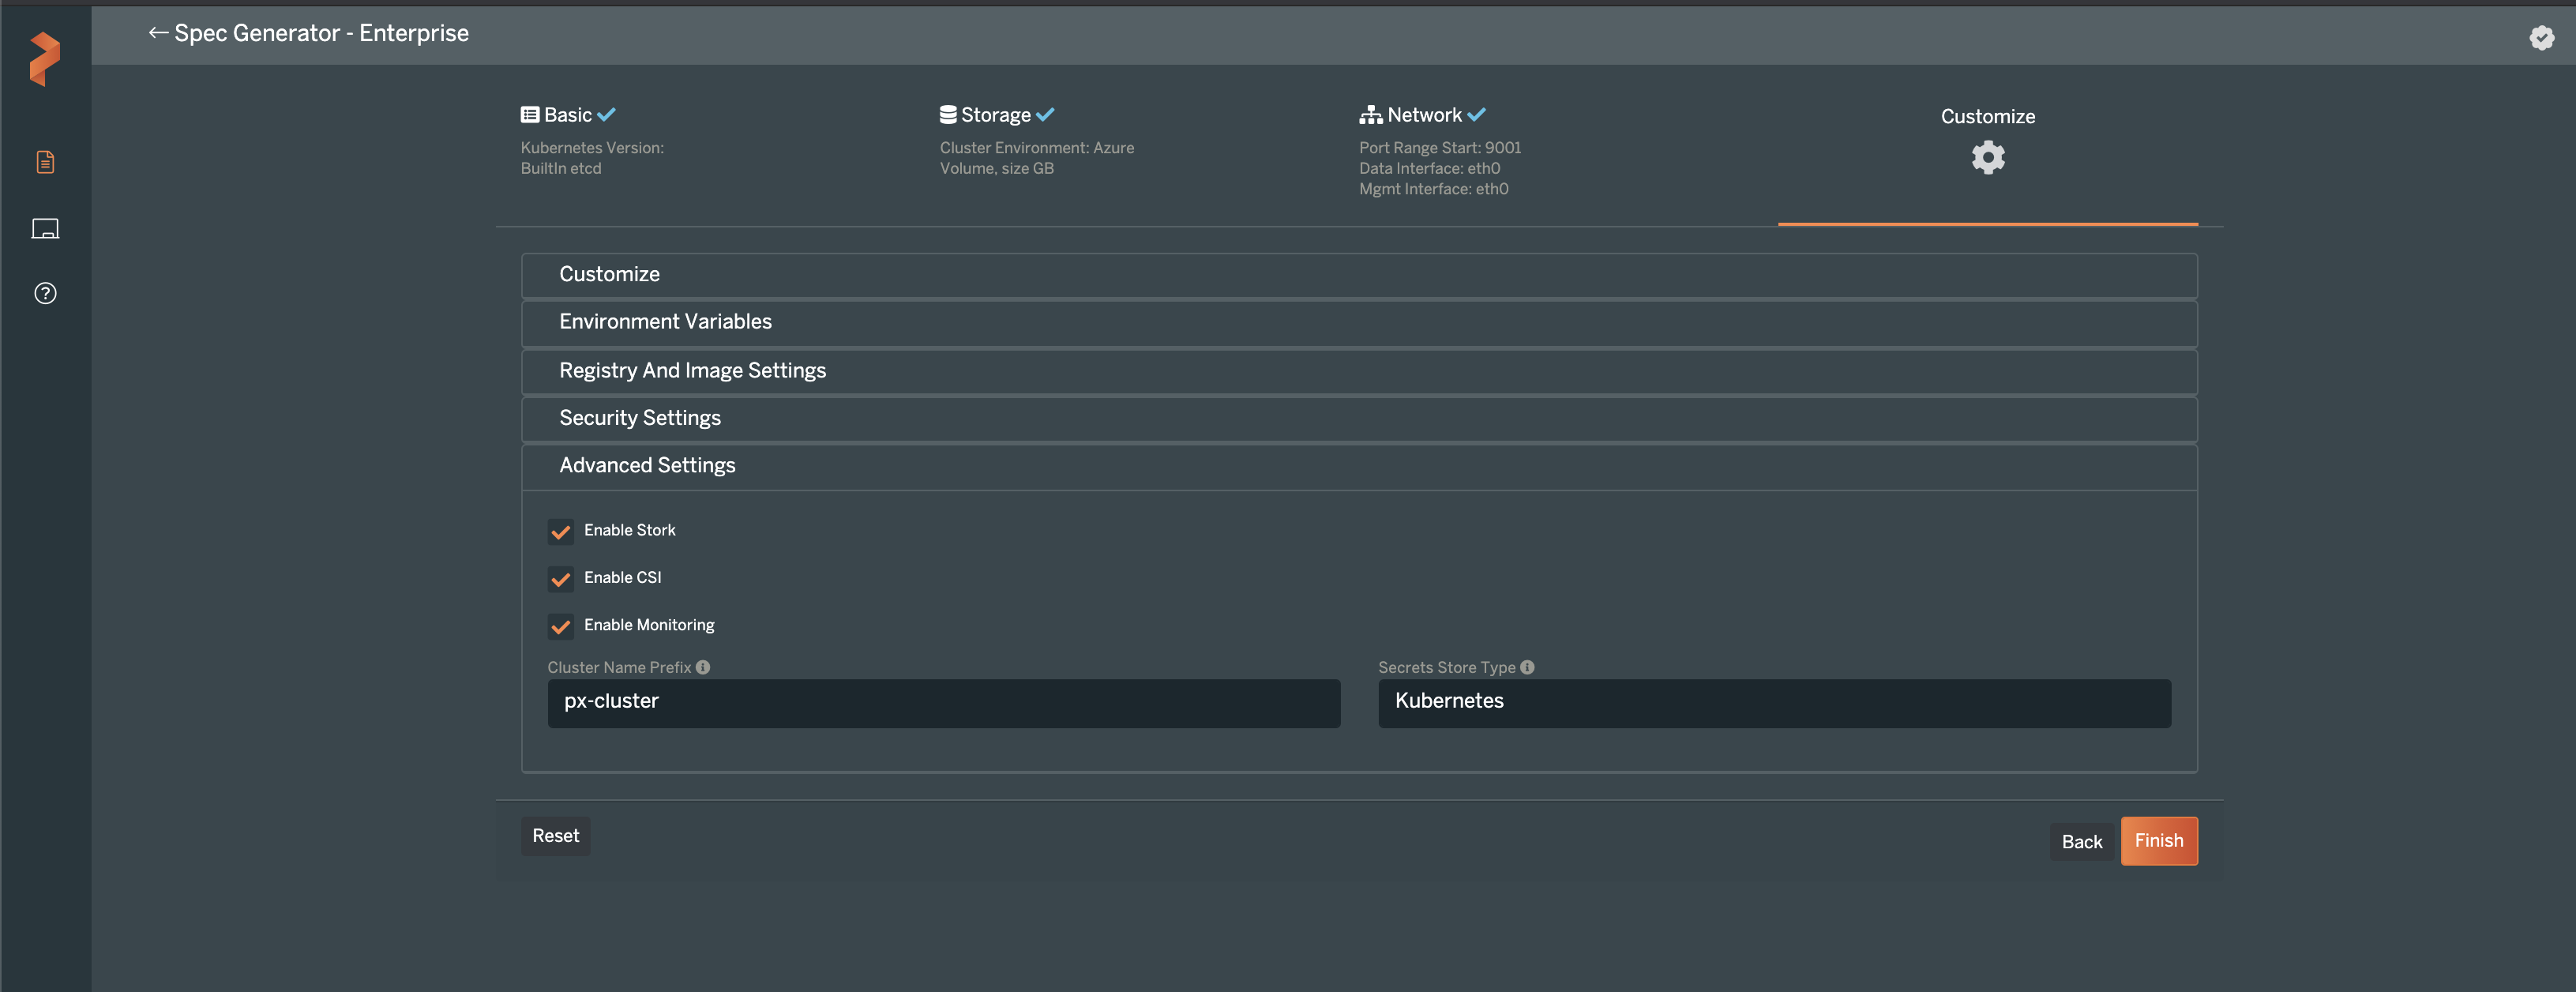 Spec Generator - Enterprise
Basic
Kubernetes Version:
BuiltIn etcd
Storage
Cluster Environment: Azure
Volume, size GB
Network
Port Range Start: 9001
Data Interface: eth0
Mgmt Interface: eth0
Customize
Customize
Environment Variables
Registry And Image Settings
Security Settings
Advanced Settings
Enable Stork
Enable CSI
Enable Monitoring
Cluster Name Prefix
px-cluster
Secrets Store Type
Kubernetes
Reset
Back
Finish